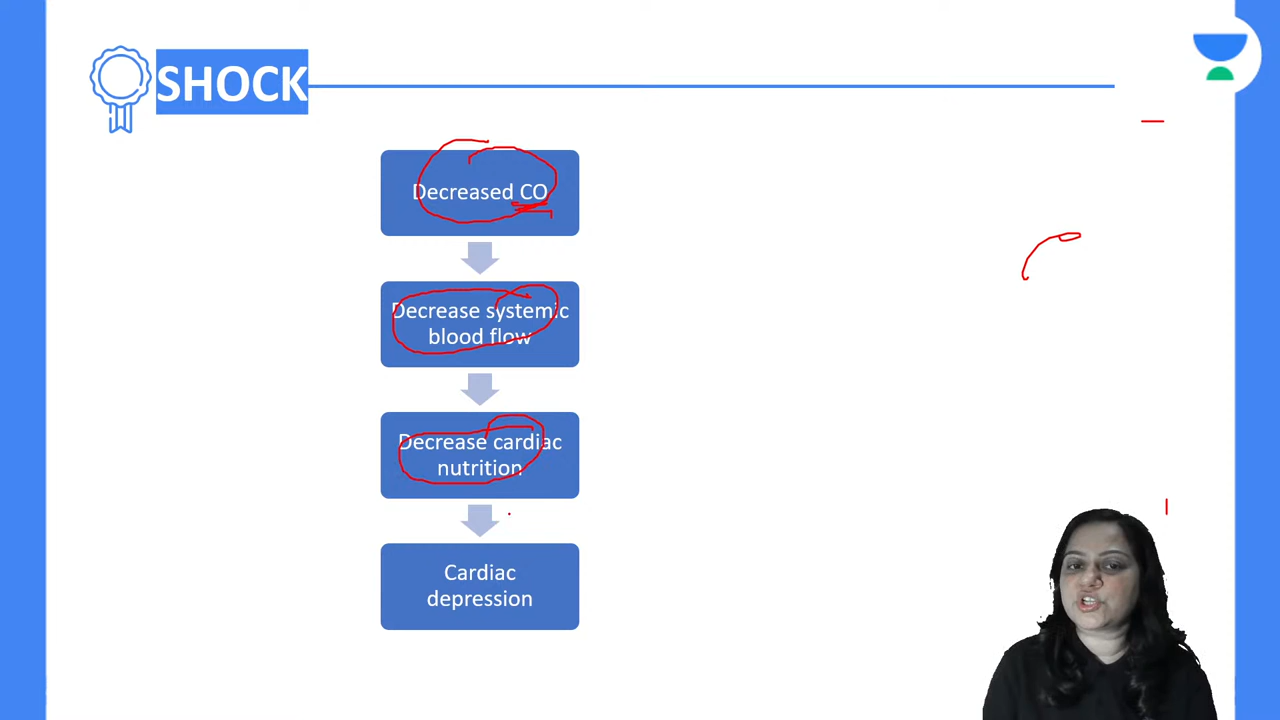 SHOCK
Decreased CO
Decrease systemic
blood flow
Decrease cardiac
nutrition
Cardiac
depression